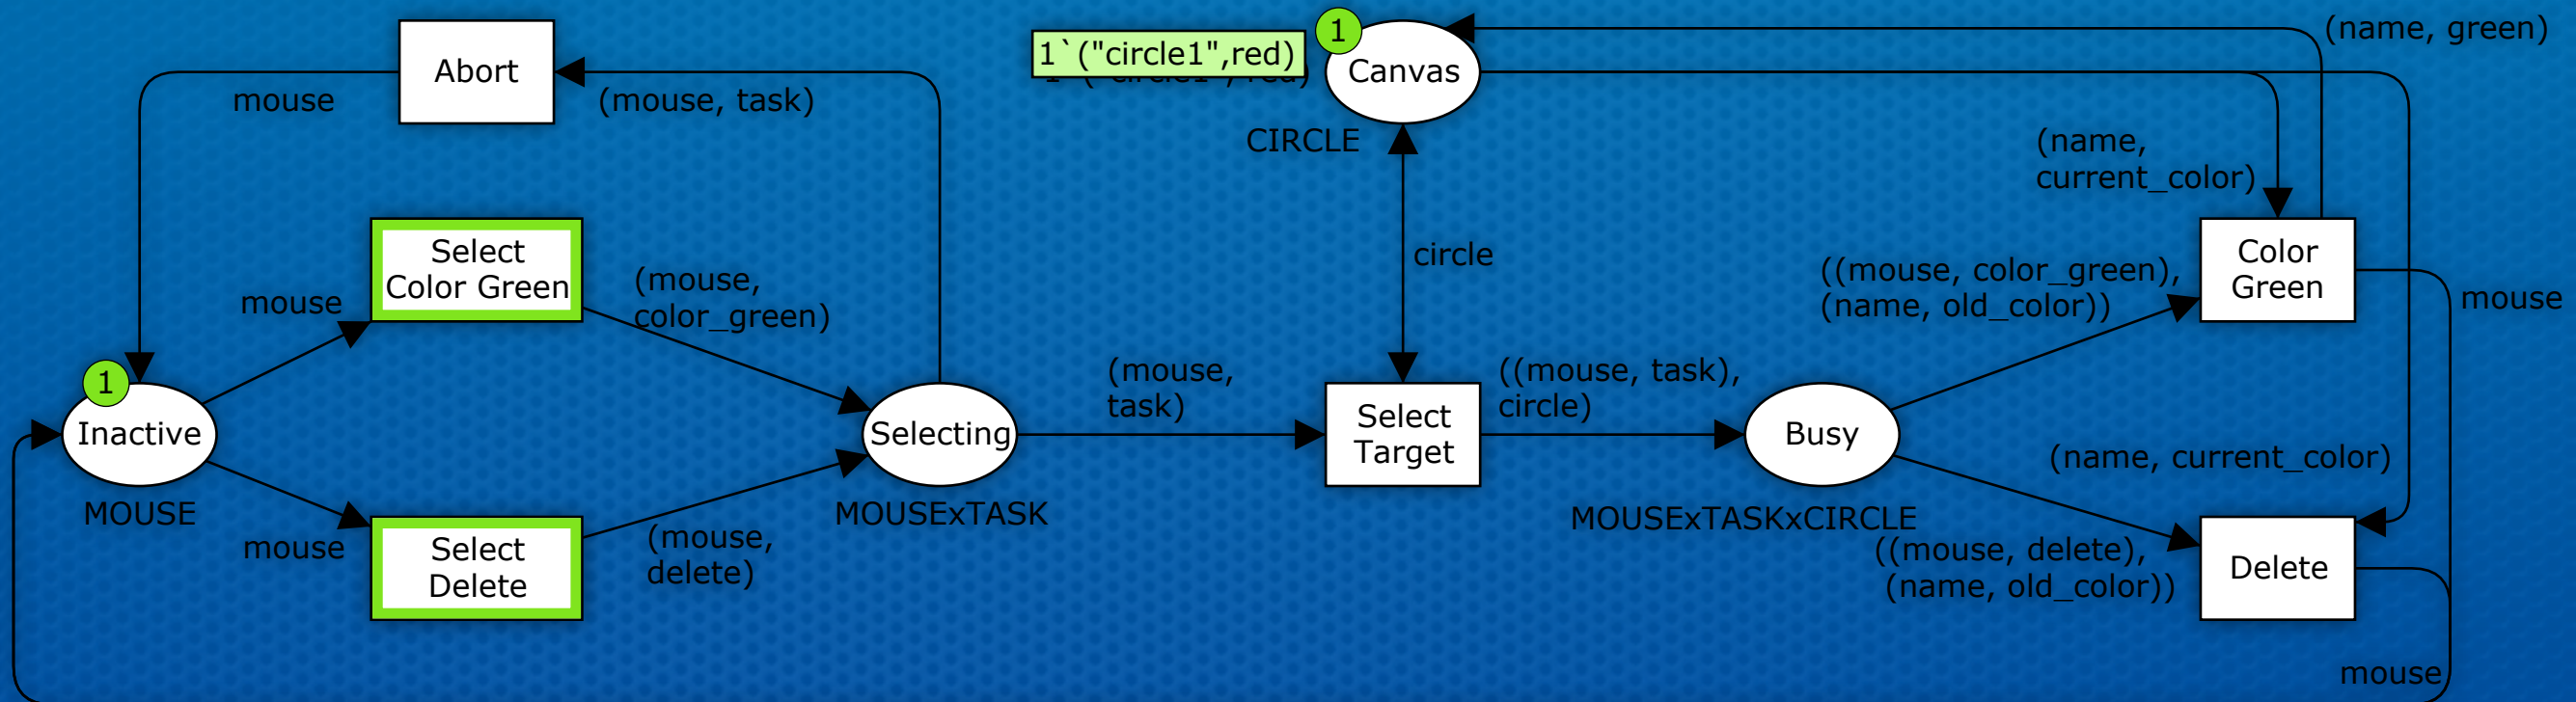 Abort
mouse
(mouse, task)
1
1`("circle1",red)
Canvas
CIRCLE
(name, green)
(name,
current_color)
Select
Color Green
mouse
(mouse,
color_green)
circle
((mouse, color_green),
(name, old_color))
Color
Green
mouse
1
Inactive
MOUSE
Selecting
MOUSExTASK
(mouse,
task)
Select
Target
((mouse, task),
circle)
Busy
MOUSExTASKxCIRCLE
(name, current_color)
mouse
Select
Delete
(mouse,
delete)
((mouse, delete),
(name, old_color))
Delete
mouse